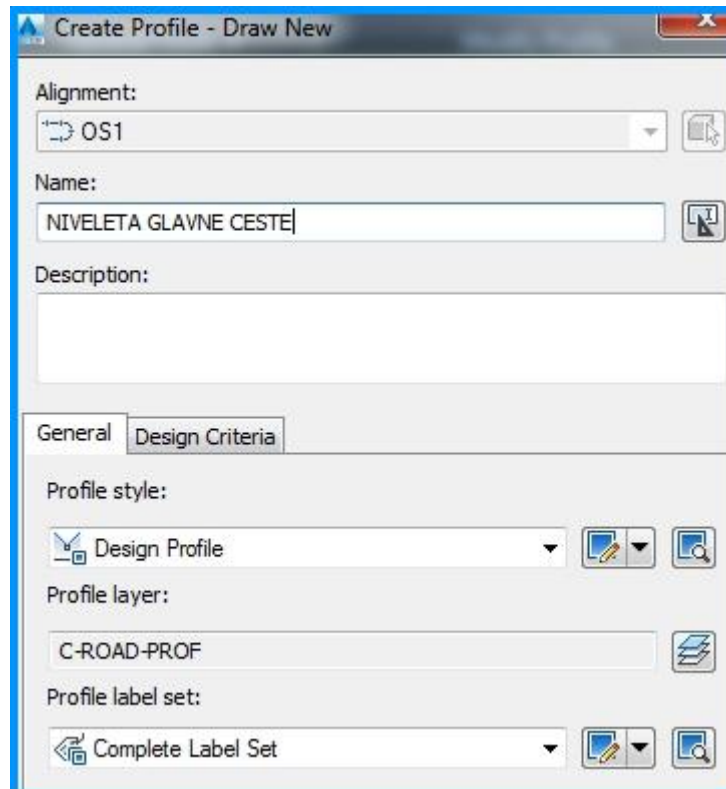 Create Profile - Draw New
Alignment:
OS1
Name:
NIVELETA GLAVNE CESTE
Description:
General Design Criteria
Profile style:
Design Profile
Profile layer:
C-ROAD-PROF
Profile label set:
Complete Label Set